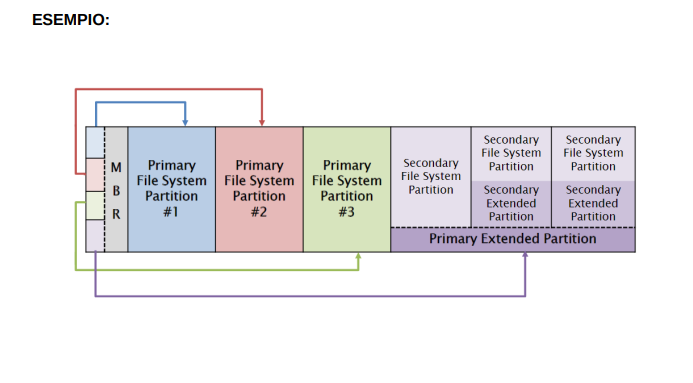 ESEMPIO:
M
B
R
Primary
File System
Partition
#1
Primary
File System
Partition
#2
Primary
File System
Partition
#3
Secondary
File System
Partition
Secondary
File System
Partition
Secondary
Extended
Partition
Secondary
File System
Partition
Secondary
Extended
Partition
Primary Extended Partition